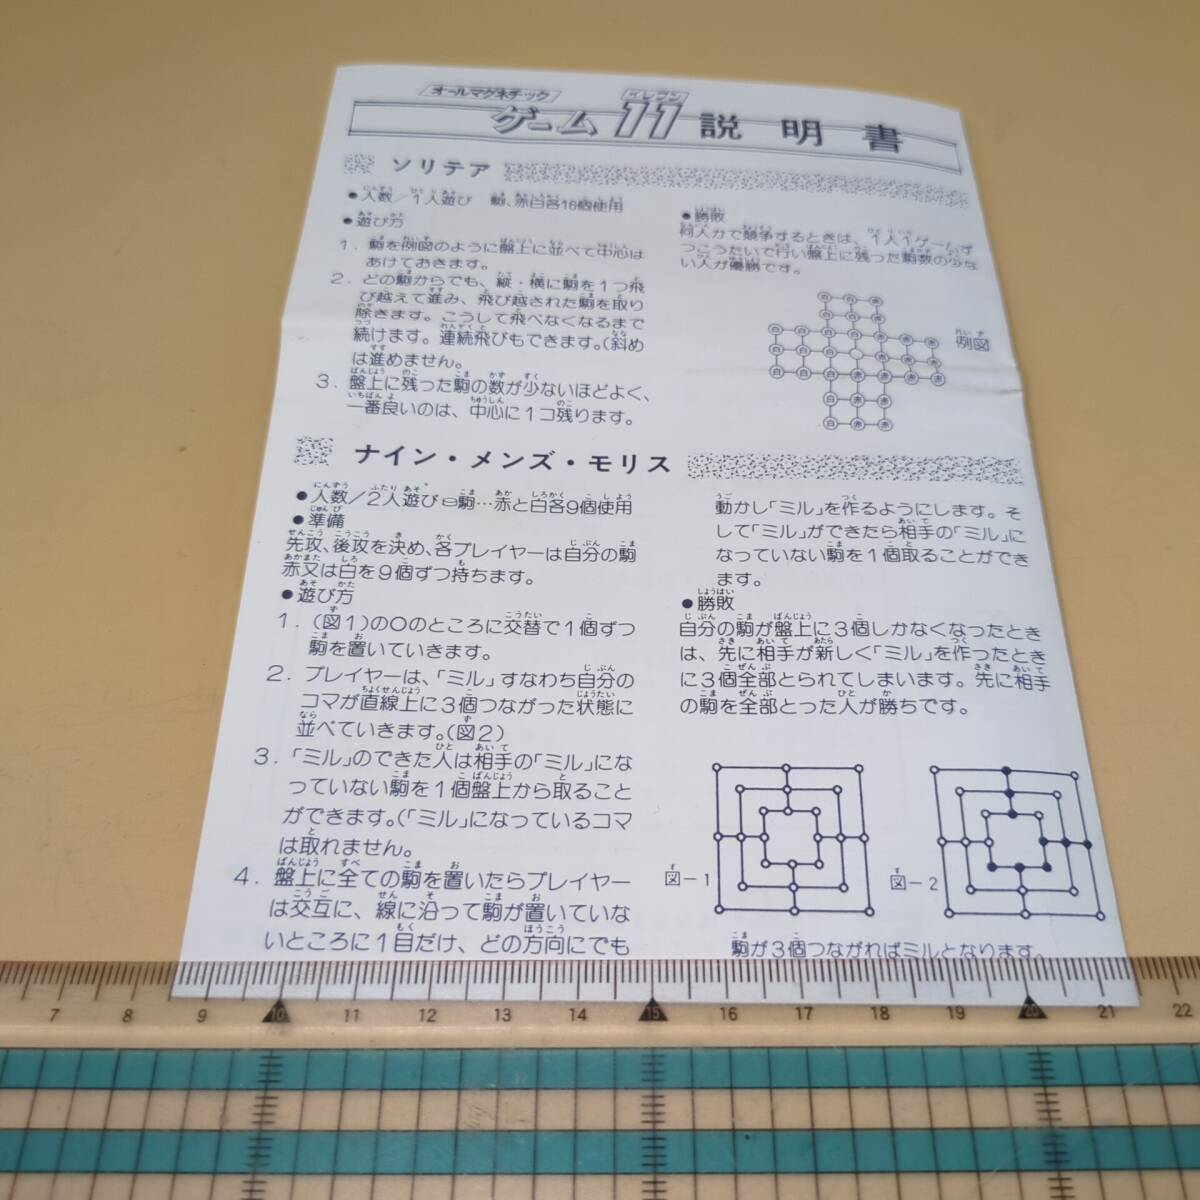 オールマグネチック
ゲーム11 説明書
イレブン
ソリテア
●人数/1人遊び 駒、赤白各16個使用
●遊び方
1. 駒を例図のように盤上に並べて中心は
あけておきます。
2. どの駒からでも、縦・横に駒を1つ飛
び越えて進み、飛び越された駒を取り
除きます。こうして飛べなくなるまで
続けます。連続飛びもできます。(斜め
は進めません。
3. 盤上に残った駒の数が少ないほどよく、
一番良いのは、中心に1コ残ります。
●勝敗
何人かで競争するときは、1人1ゲームいず
つこうたいで行い盤上に残った駒数の少な
い人が優勝です。
例図
ナイン・メンズ・モリス
●人数/2人遊び⊖駒…赤と白各9個使用
●準備
先攻、後攻を決め、各プレイヤーは自分の駒
赤又は白を9個ずつ持ちます。
●遊び方
1. (図1)の○のところに交替で1個ずつ
駒を置いていきます。
2. プレイヤーは、「ミル」すなわち自分の
コマが直線上に3個つながった状態に
並べていきます。(図2)
3. 「ミル」のできた人は相手の「ミル」にな
っていない駒を1個盤上から取ること
ができます。(「ミル」になっているコマ
は取れません。
4. 盤上に全ての駒を置いたらプレイヤー
は交互に、線に沿って駒が置いていな
いところに1目だけ、どの方向にでも
動かし「ミル」を作るようにします。そ
して「ミル」ができたら相手の「ミル」に
なっていない駒を1個取ることができ
ます。
●勝敗
自分の駒が盤上に3個しかなくなったとき
は、先に相手が新しく「ミル」を作ったとき
に3個全部とられてしまいます。先に相手
の駒を全部とった人が勝ちです。
図-1
図-2
駒が3個つながればミルとなります。
7 8 9 10 11 12 13 14 15 16 17 18 19 20 21 22